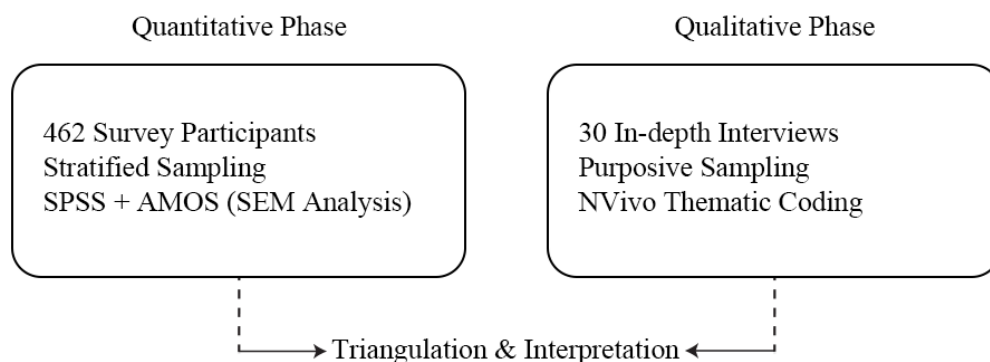 Quantitative Phase
462 Survey Participants
Stratified Sampling
SPSS + AMOS (SEM Analysis)
Qualitative Phase
30 In-depth Interviews
Purposive Sampling
NVivo Thematic Coding
Triangulation & Interpretation